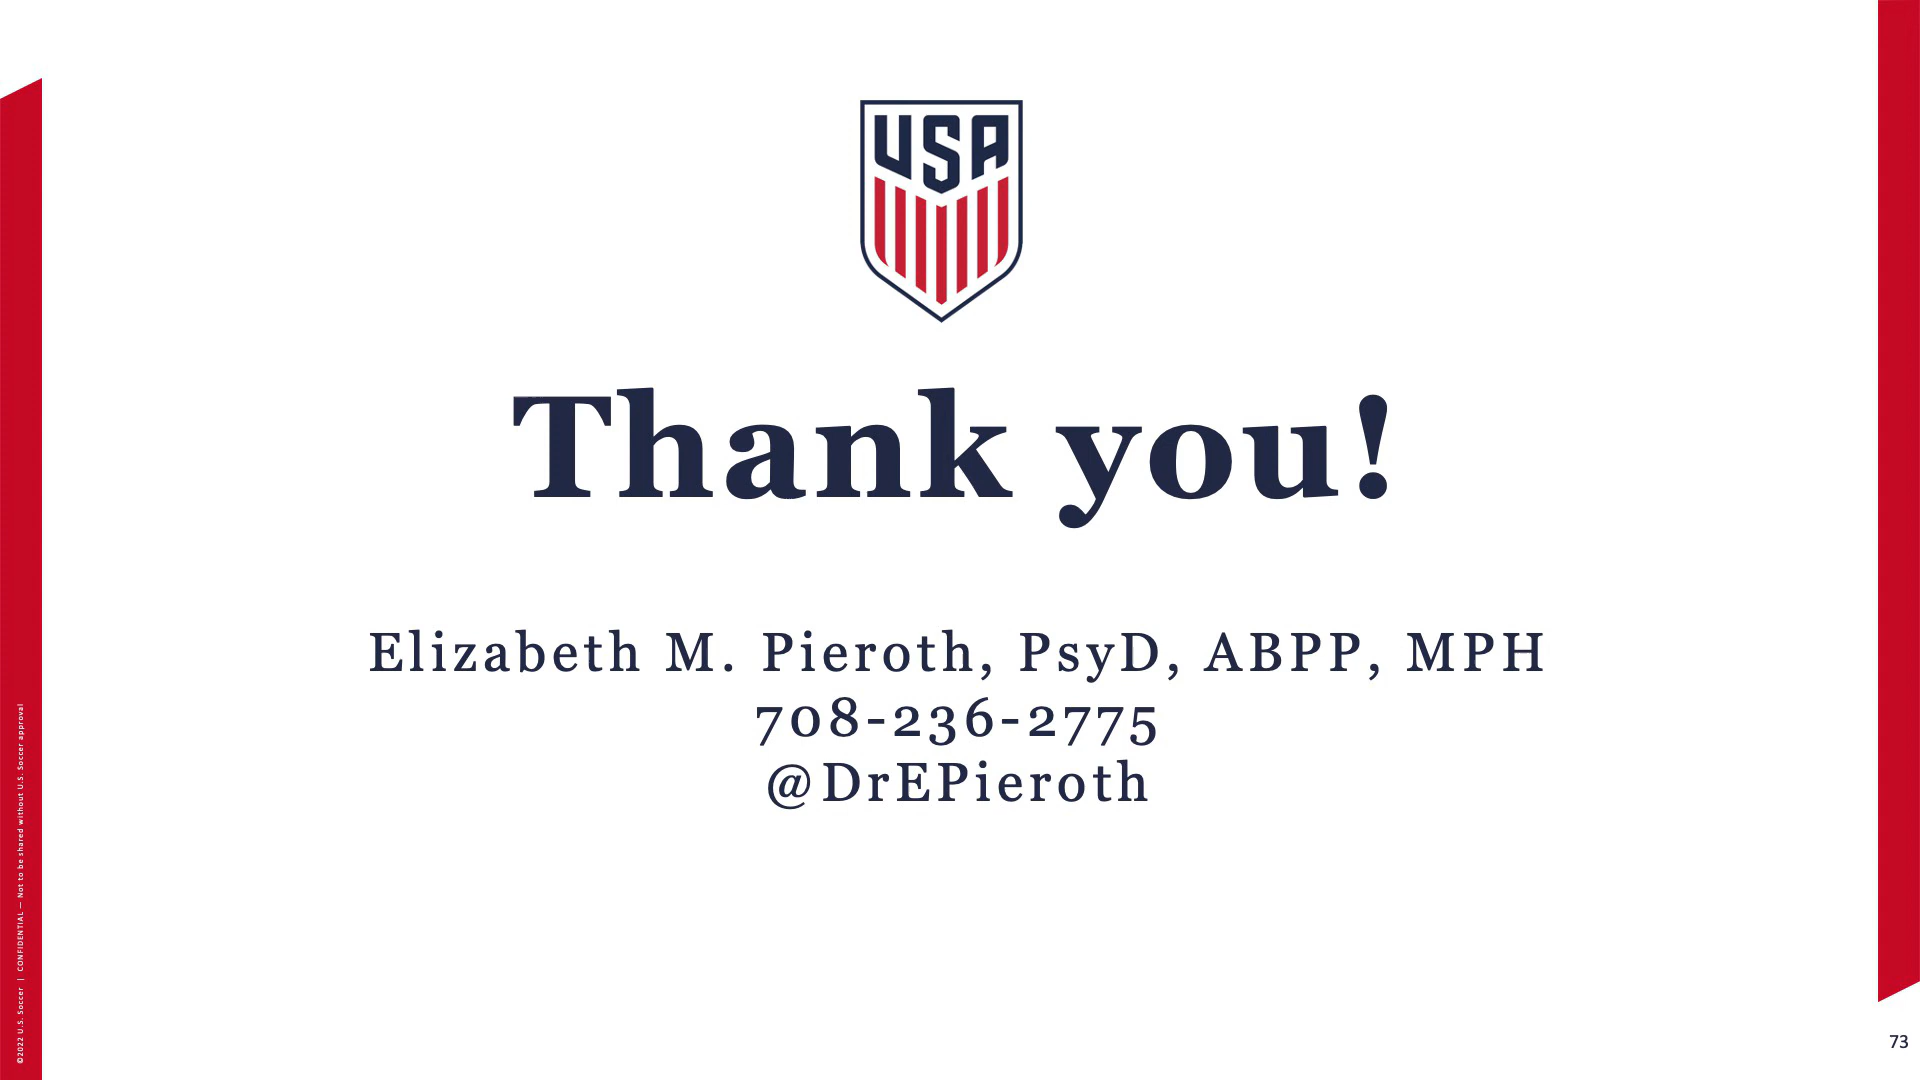 USA
Thank you!
Elizabeth M. Pieroth, PsyD, ABPP, MPH
708-236-2775
@DrEPieroth
©2022 U.S. Soccer | CONFIDENTIAL — Not to be shared without U.S. Soccer approval
73